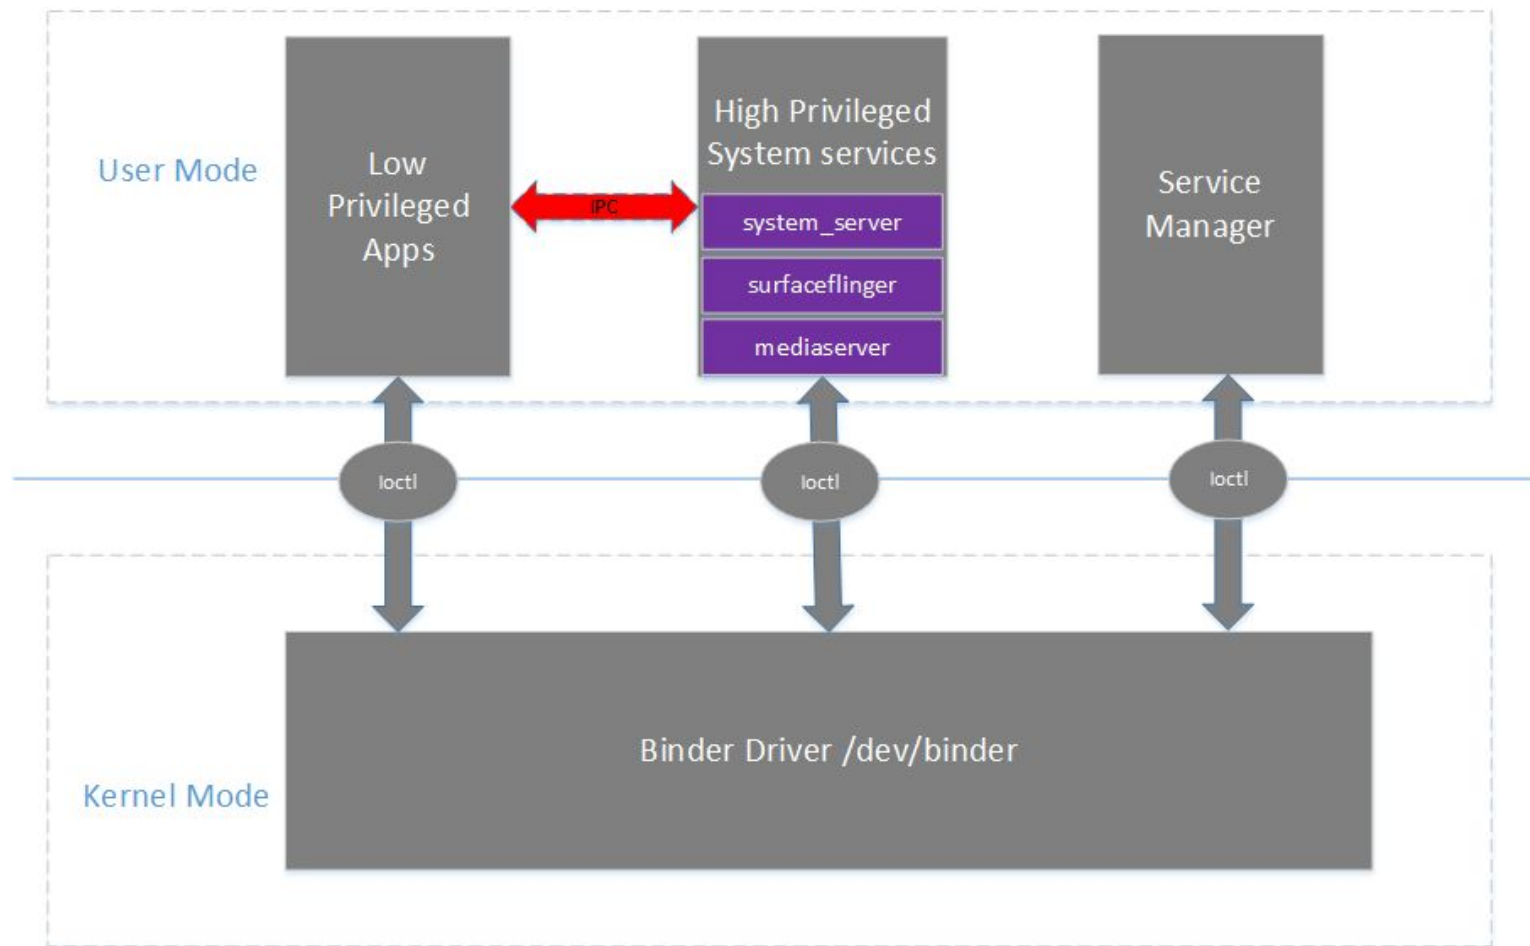 User Mode
Low
Privileged
Apps
IPC
High Privileged
System services
system_server
surfaceflinger
mediaserver
Service
Manager
Ioctl
Ioctl
Ioctl
Kernel Mode
Binder Driver /dev/binder